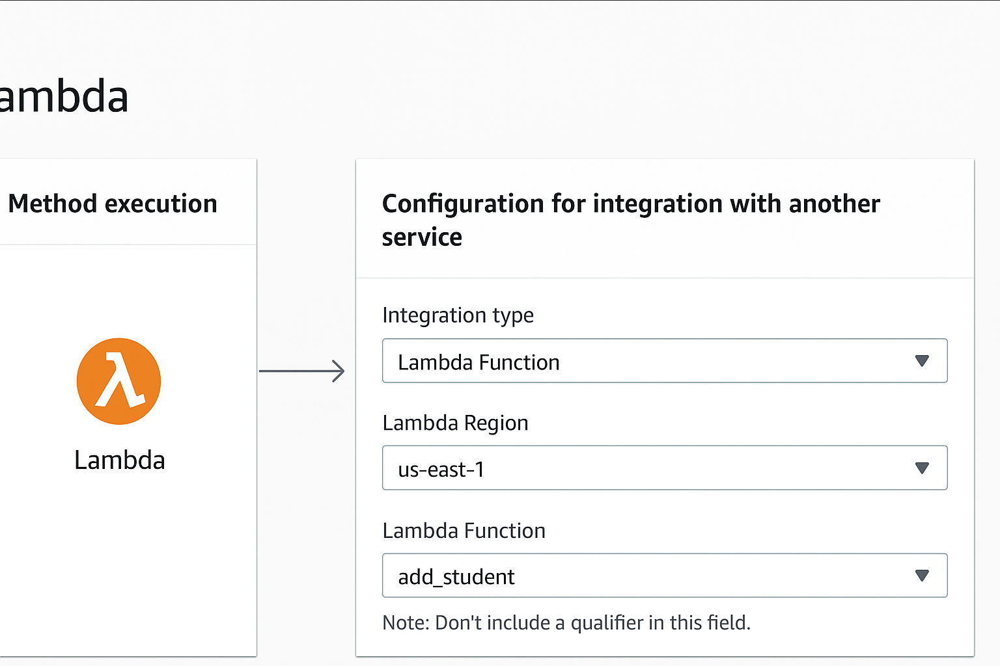 ambda
Method execution
Lambda
Configuration for integration with another
service
Integration type
Lambda Function
Lambda Region
us-east-1
Lambda Function
add_student
Note: Don't include a qualifier in this field.